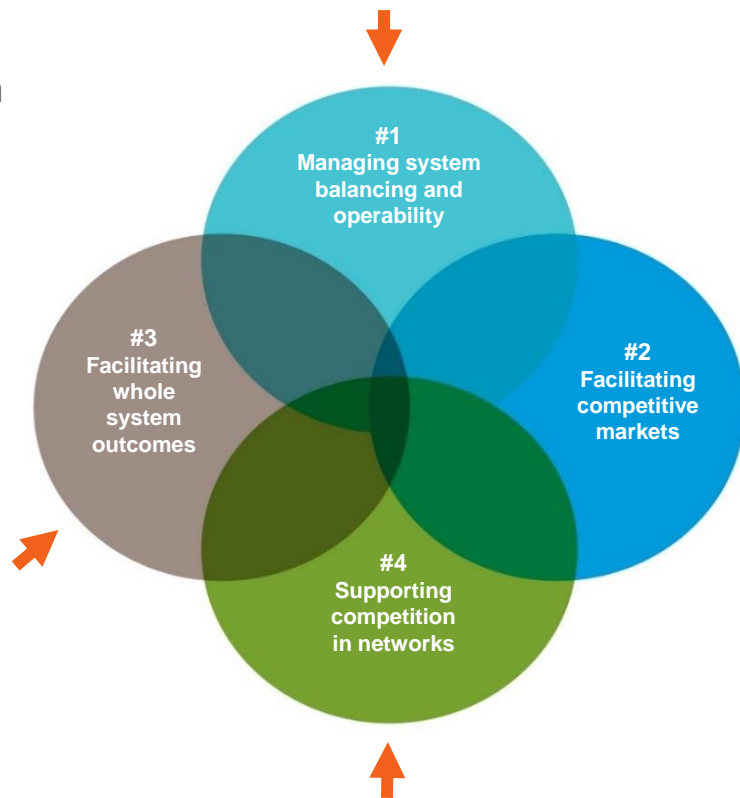 #1
Managing system
balancing and
operability
#3
Facilitating
whole
system
outcomes
#2
Facilitating
competitive
markets
#4
Supporting
competition
in networks